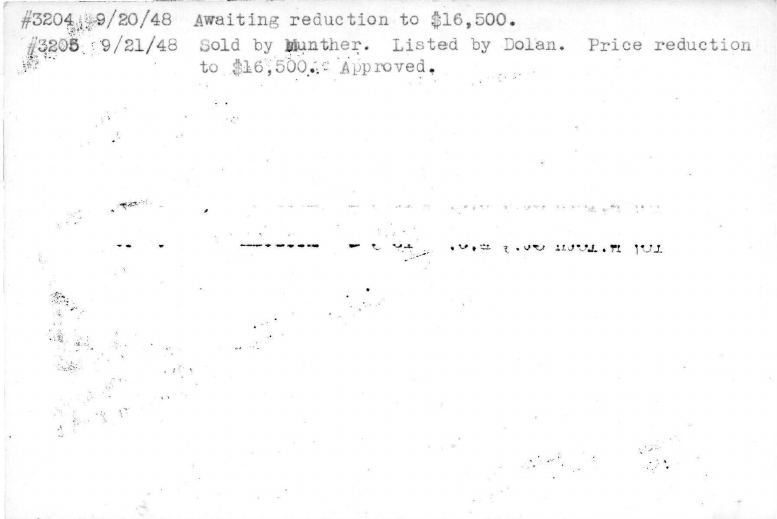 #3204 9/20/48 Awaiting reduction to $16,500.
#3205 9/21/48 Sold by Munther. Listed by Dolan. Price reduction
to $16,500. Approved.